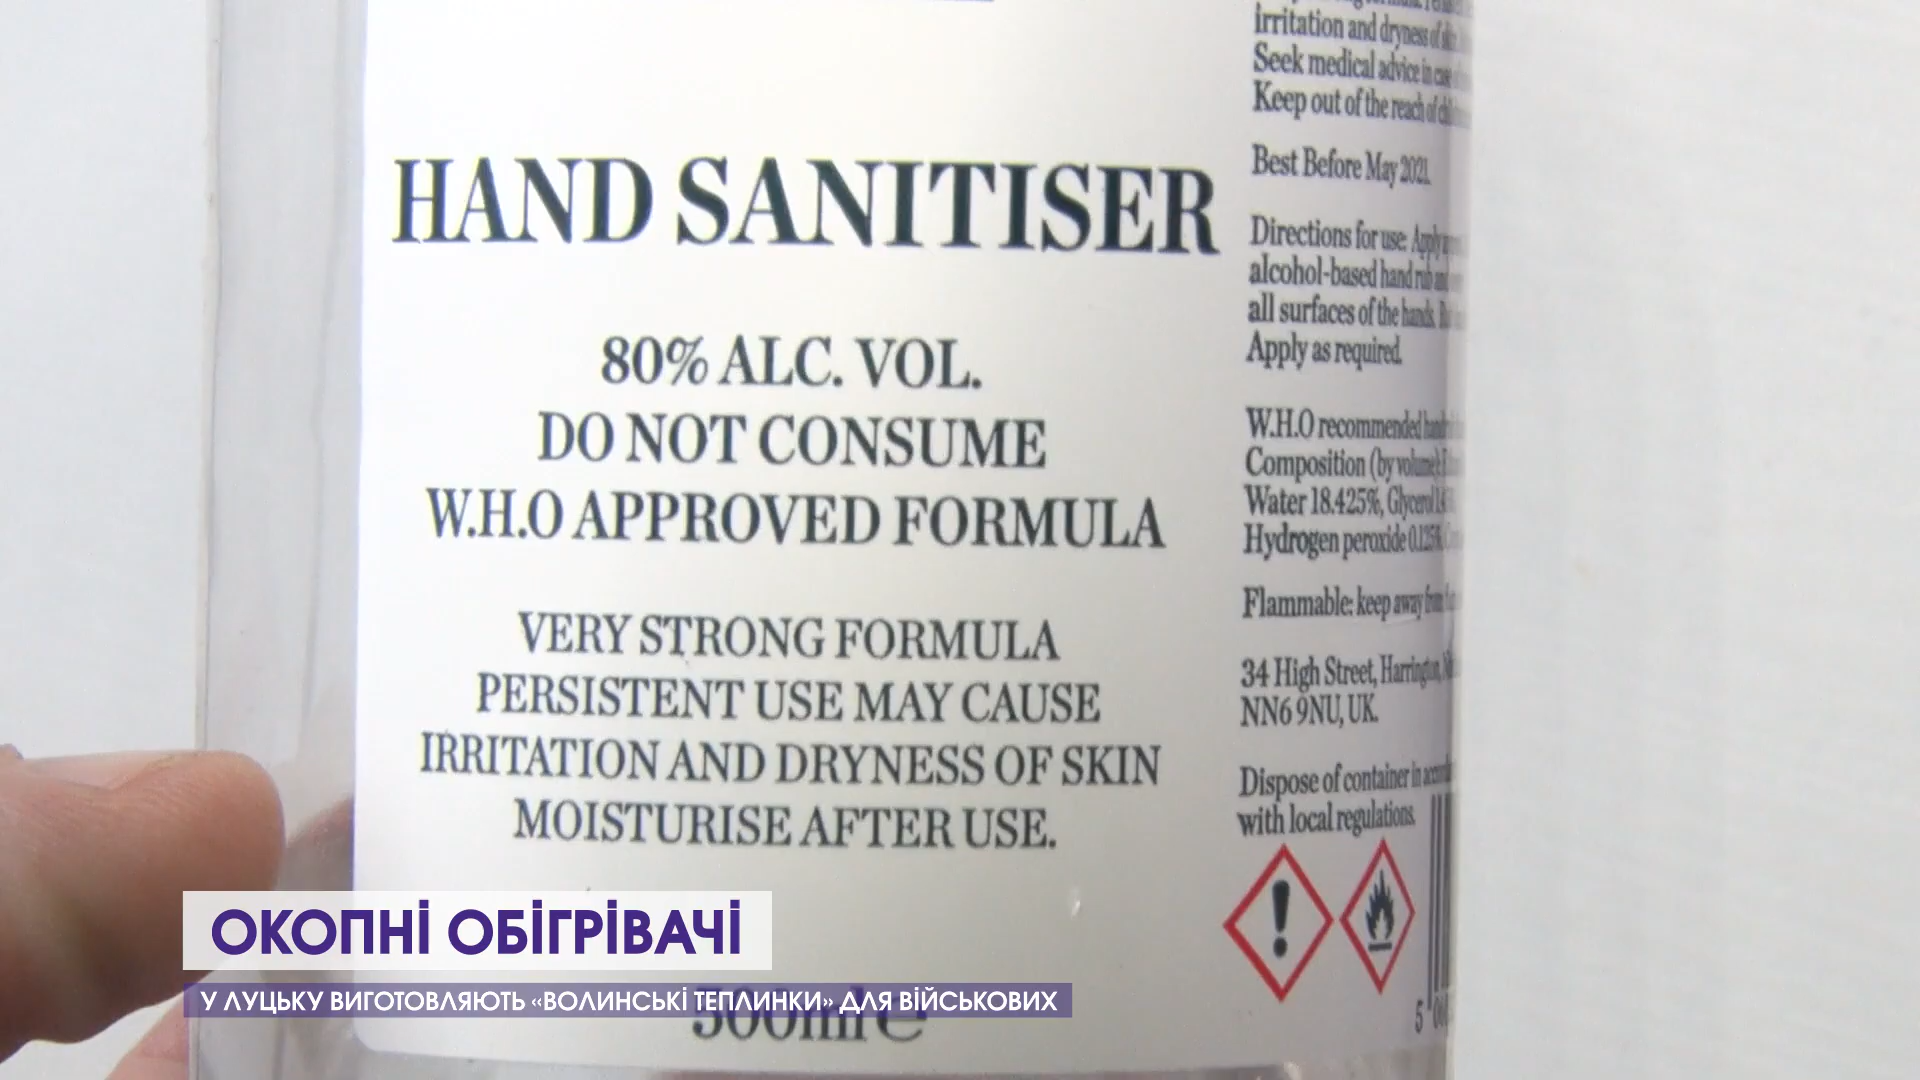 HAND SANITISER
80% ALC. VOL.
DO NOT CONSUME
W.H.O APPROVED FORMULA
VERY STRONG FORMULA
PERSISTENT USE MAY CAUSE
IRRITATION AND DRYNESS OF SKIN
MOISTURISE AFTER USE.
500ml e
irritation and dryness of
Seek medical advice in case
Keep out of the reach of
Best Before May 2021.
Directions for use: Apply
alcohol-based hand rub and
all surfaces of the hands.
Apply as required.
W.H.O recommended
Composition (by volume):
Water 18.425%, Glycerol
Hydrogen peroxide 0.125%
Flammable: keep away from
34 High Street, Harrington,
NN6 9NU, UK.
Dispose of container in
with local regulations.
ОКОПНІ ОБІГРІВАЧІ
У ЛУЦЬКУ ВИГОТОВЛЯЮТЬ «ВОЛИНСЬКІ ТЕПЛИНКИ» ДЛЯ ВІЙСЬКОВИХ